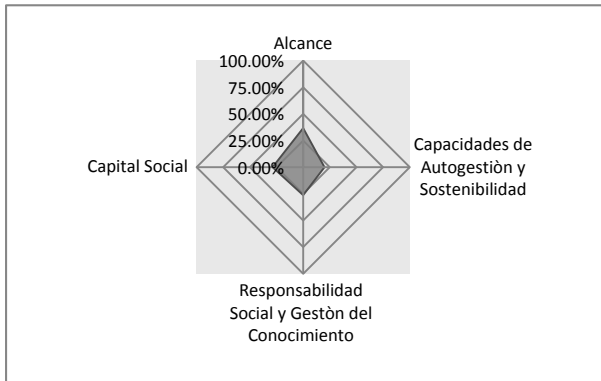 Alcance
100.00%
75.00%
50.00%
25.00%
0.00%
Capital Social
Capacidades de
Autogestiòn y
Sostenibilidad
Responsabilidad
Social y Gestòn del
Conocimiento